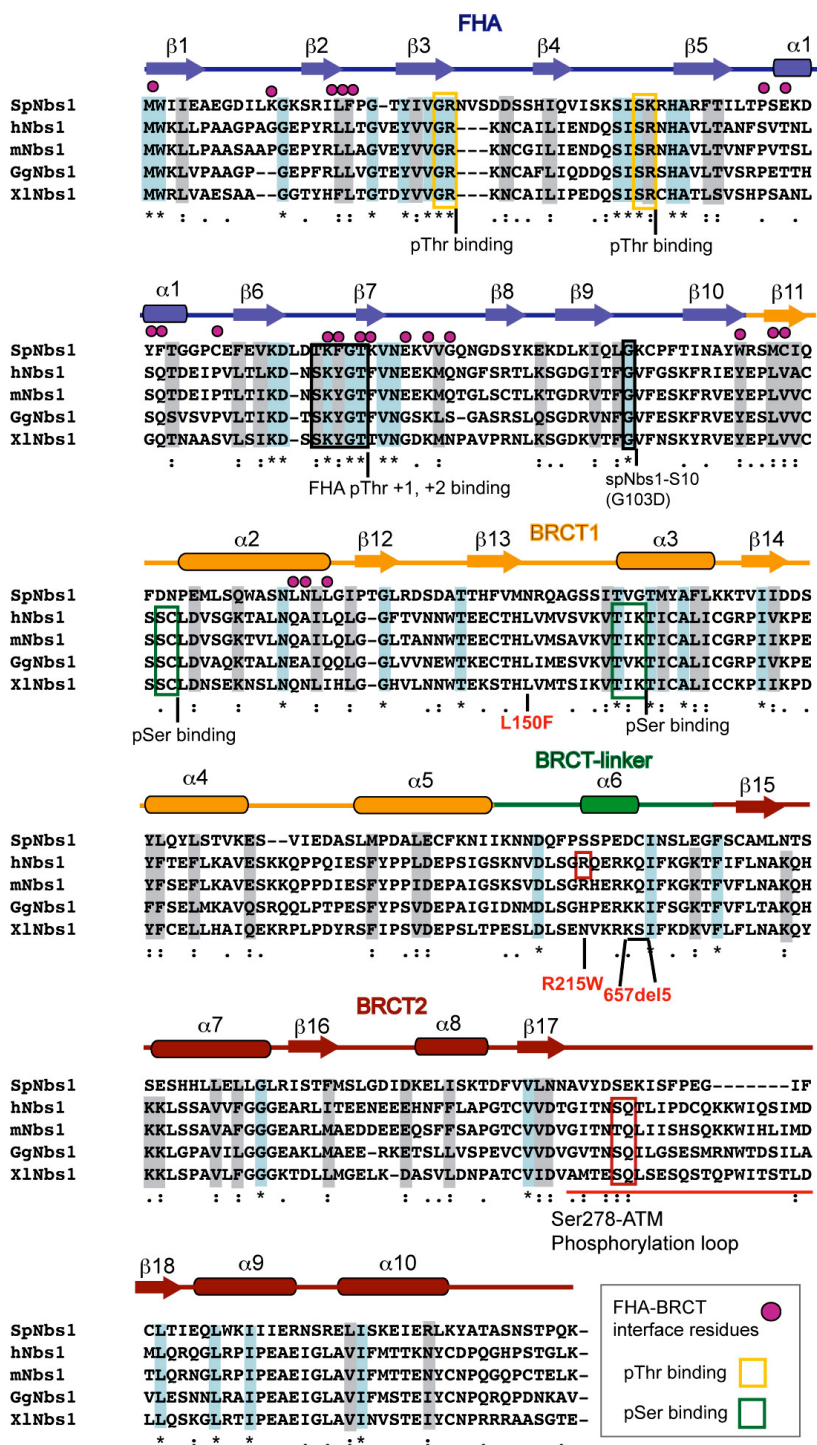 FHA
β1 β2 β3 β4 β5 α1
SpNbs1 MWIIEAEGDILKGKSRILFPG-TYIVGRNVSDDSSHIQVISKSISKRHARFTILTPSEKD
hNbs1 MWKLLPAAGPAGGEPYRLLTGVEYVVGR---KNCAILIENDQSISRNHAVLTANFSVTNL
mNbs1 MWKLLPAASAAPGEPYRLLAGVEYVVGR---KNCGILIENDQSISRNHAVLTVNFPVTSL
GgNbs1 MWKLVPAAGP--GEPYRLLVGTEYVVGR---KNCAFLIQDDQSISRSHAVLTVSRPETTH
XlNbs1 MWRLVAESAA--GGTYHFLTGTDYVVGR---KNCAILIPEDQSISRCHATLSVSHPSANL
pThr binding pThr binding
α1 β6 β7 β8 β9 β10 β11
SpNbs1 YFTGGPCEFEVKDLDTKFGTKVNEKVVGQNGDSYKEKDLKIQLGKCPFTINAYWRSMCIQ
hNbs1 SQTDEIPVLTLKD-NSKYGTFVNEEKMQNGFSRTLKSGDGITFGVFGSKFRIEYEPLVAC
mNbs1 SQTDEIPTLTIKD-NSKYGTFVNEEKMQTGLSCTLKTGDRVTFGVFESKFRVEYEPLVVC
GgNbs1 SQSVSVPVLTIKD-TSKYGTFVNGSKLS-GASRSLQSGDRVNFGVFESKFRVEYESLVVC
XlNbs1 GQTNAASVLSIKD-SSKYGTTVNGDKMNPAVPRNLKSGDKVTFGVFNSKYRVEYEPLVVC
FHA pThr +1, +2 binding
spNbs1-S10
(G103D)
BRCT1
α2 β12 β13 α3 β14
SpNbs1 FDNPEMLSQWASNLNLLGIPTGLRDSDATTHFVMNRQAGSSITVGTMYAFLKKTVIIDDS
hNbs1 SSCLDVSGKTALNQAILQLG-GFTVNNWTEECTHLVMVSVKVTIKTICALICGRPIVKPE
mNbs1 SSCLDVSGKTVLNQAILQLG-GLTANNWTEECTHLVMSAVKVTIKTICALICGRPIIKPE
GgNbs1 SSCLDVAQKTALNEAIQQLG-GLVVNEWTKECTHLIMESVKVTVKTICALICGRPIVKPE
XlNbs1 SSCLDNSEKNSLNQNLIHLG-GHVLNNWTEKSTHLVMTSIKVTIKTICALICCKPIIKPD
pSer binding
L150F
pSer binding
BRCT-linker
α4 α5 α6 β15
SpNbs1 YLQYLSTVKES--VIEDASLMPDALECFKNIIKNNDQFPSSPEDCINSLEGFSCAMLNTS
hNbs1 YFTEFLKAVESKKQPPQIESFYPPLDEPSIGSKNVDLSGRQERKQIFKGKTFIFLNAKQH
mNbs1 YFSEFLKAVESKKQPPDIESFYPPIDEPAIGSKSVDLSGRHERKQIFKGKTFVFLNAKQH
GgNbs1 FFSELMKAVQSRQQLPTPESFYPSVDEPAIGIDNMDLSGHPERKKIFSGKTFVFLTAKQH
XlNbs1 YFCELLHAIQEKRPLPDYRSFIPSVDEPSLTPESLDLSENVKRKSIFKDKVFLFLNAKQY
R215W 657del5
BRCT2
α7 β16 α8 β17
SpNbs1 SESHHLLELLGLRISTFMSLGDIDKELISKTDFVVLNNAVYDSEKISFPEG-------IF
hNbs1 KKLSSAVVFGGGEARLITEENEEEHNFFLAPGTCVVDTGITNSQTLIPDCQKKWIQSIMD
mNbs1 KKLSSAVAFGGGEARLMAEDDEEEQSFFSAPGTCVVDVGITNTQLIISHSQKKWIHLIMD
GgNbs1 KKLGPAVILGGGEAKLMAEE-RKETSLLVSPEVCVVDVGVTNSQILGSESMRNWTDSILA
XlNbs1 KKLSPAVLFGGGKTDLLMGELK-DASVLDNPATCVIDVAMTESQLSESQSTQPWITSTLD
Ser278-ATM
Phosphorylation loop
β18 α9 α10
SpNbs1 CLTIEQLWKIIIERNSRELISKEIERLKYATASNSTPQK-
hNbs1 MLQRQGLRPIPEAEIGLAVIFMTTKNYCDPQGHPSTGLK-
mNbs1 TLQRNGLRPIPEAEIGLAVIFMTTENYCNPQGQPCTELK-
GgNbs1 VLESNNLRAIPEAEIGLAVIFMSTEIYCNPQRQPDNKAV-
XlNbs1 LLQSKGLRTIPEAEIGLAVINVSTEIYCNPRRRAASGTE-
FHA-BRCT
interface residues
pThr binding
pSer binding